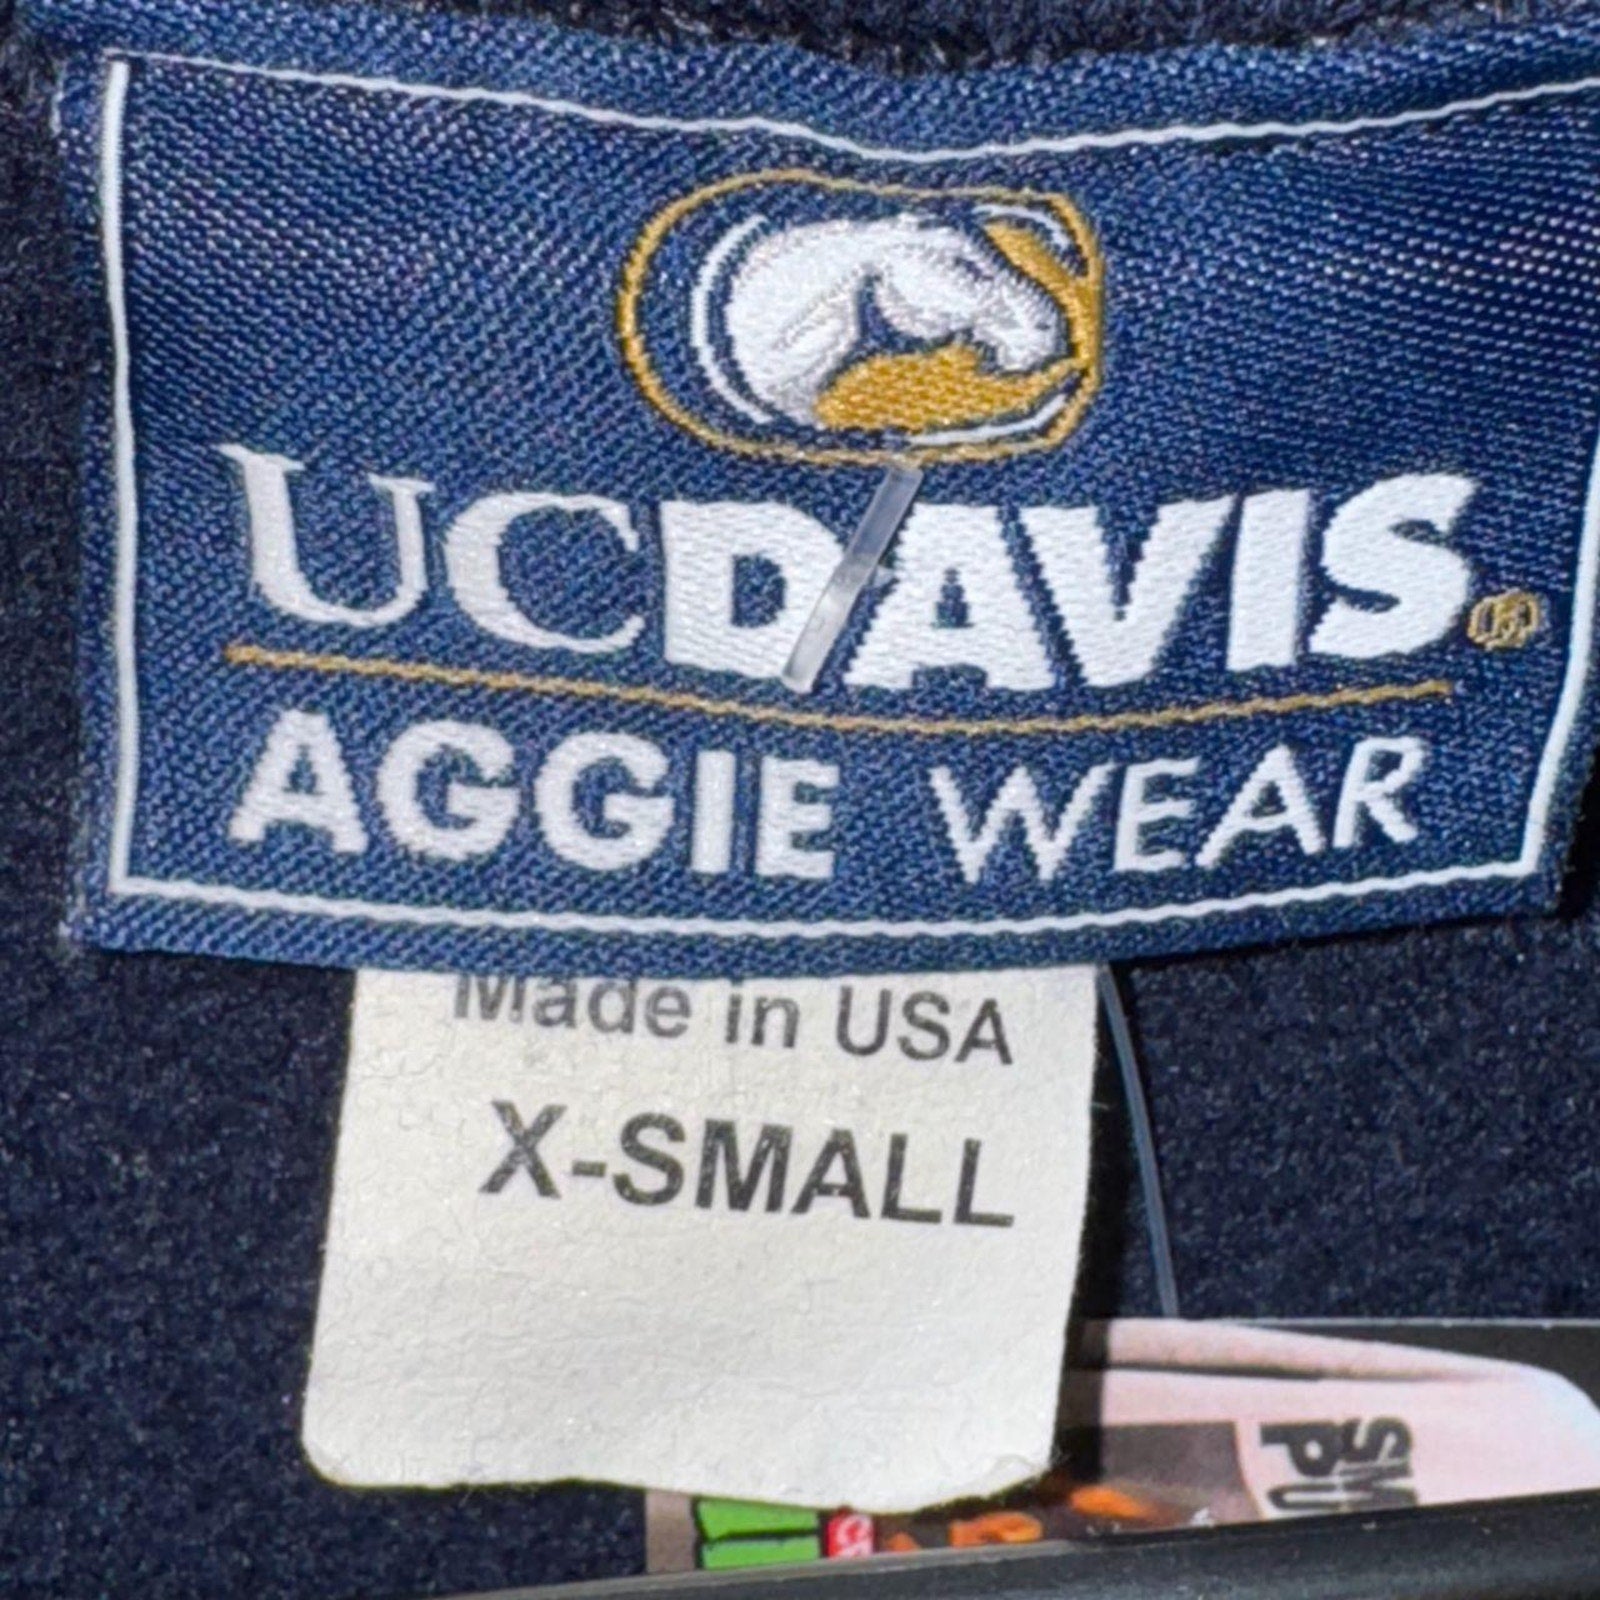 UCDAVIS®
AGGIE WEAR
Made in USA
X-SMALL